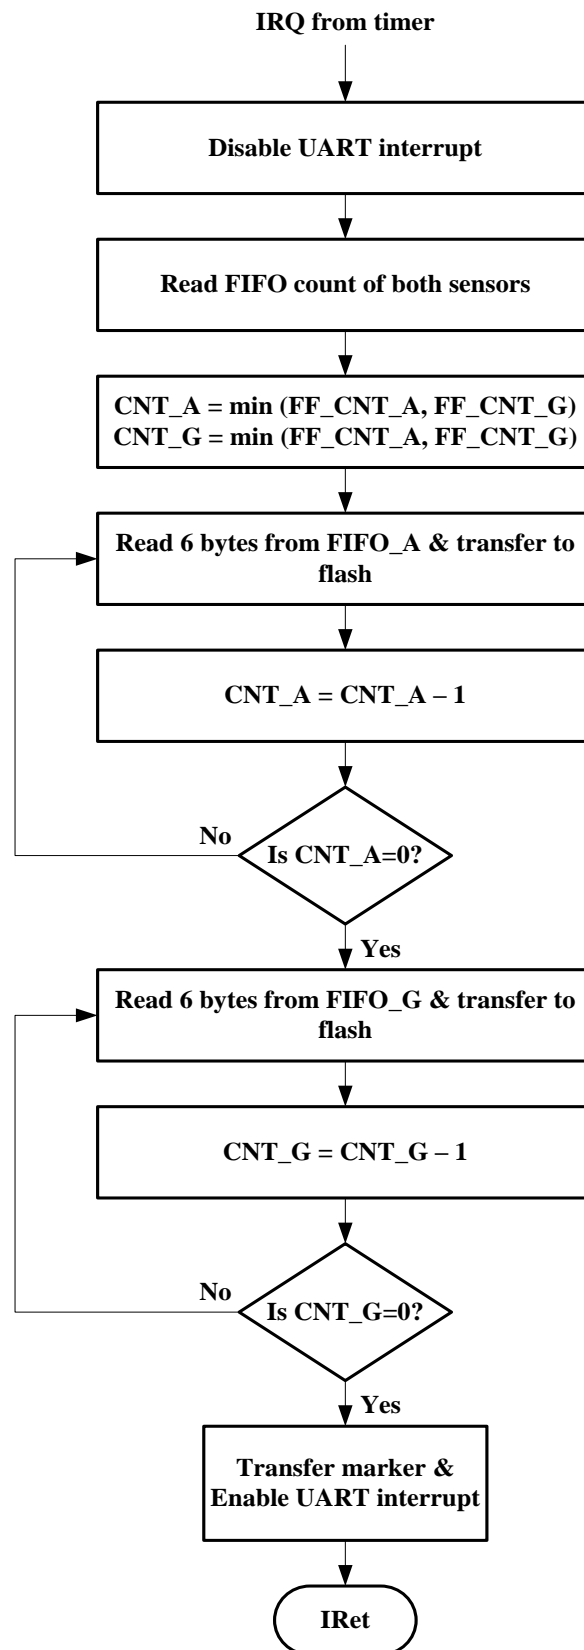 IRQ from timer
Disable UART interrupt
Read FIFO count of both sensors
CNT_A = min (FF_CNT_A, FF_CNT_G)
CNT_G = min (FF_CNT_A, FF_CNT_G)
Read 6 bytes from FIFO_A & transfer to
flash
CNT_A = CNT_A – 1
No
Is CNT_A=0?
Yes
Read 6 bytes from FIFO_G & transfer to
flash
CNT_G = CNT_G – 1
No
Is CNT_G=0?
Yes
Transfer marker &
Enable UART interrupt
IRet